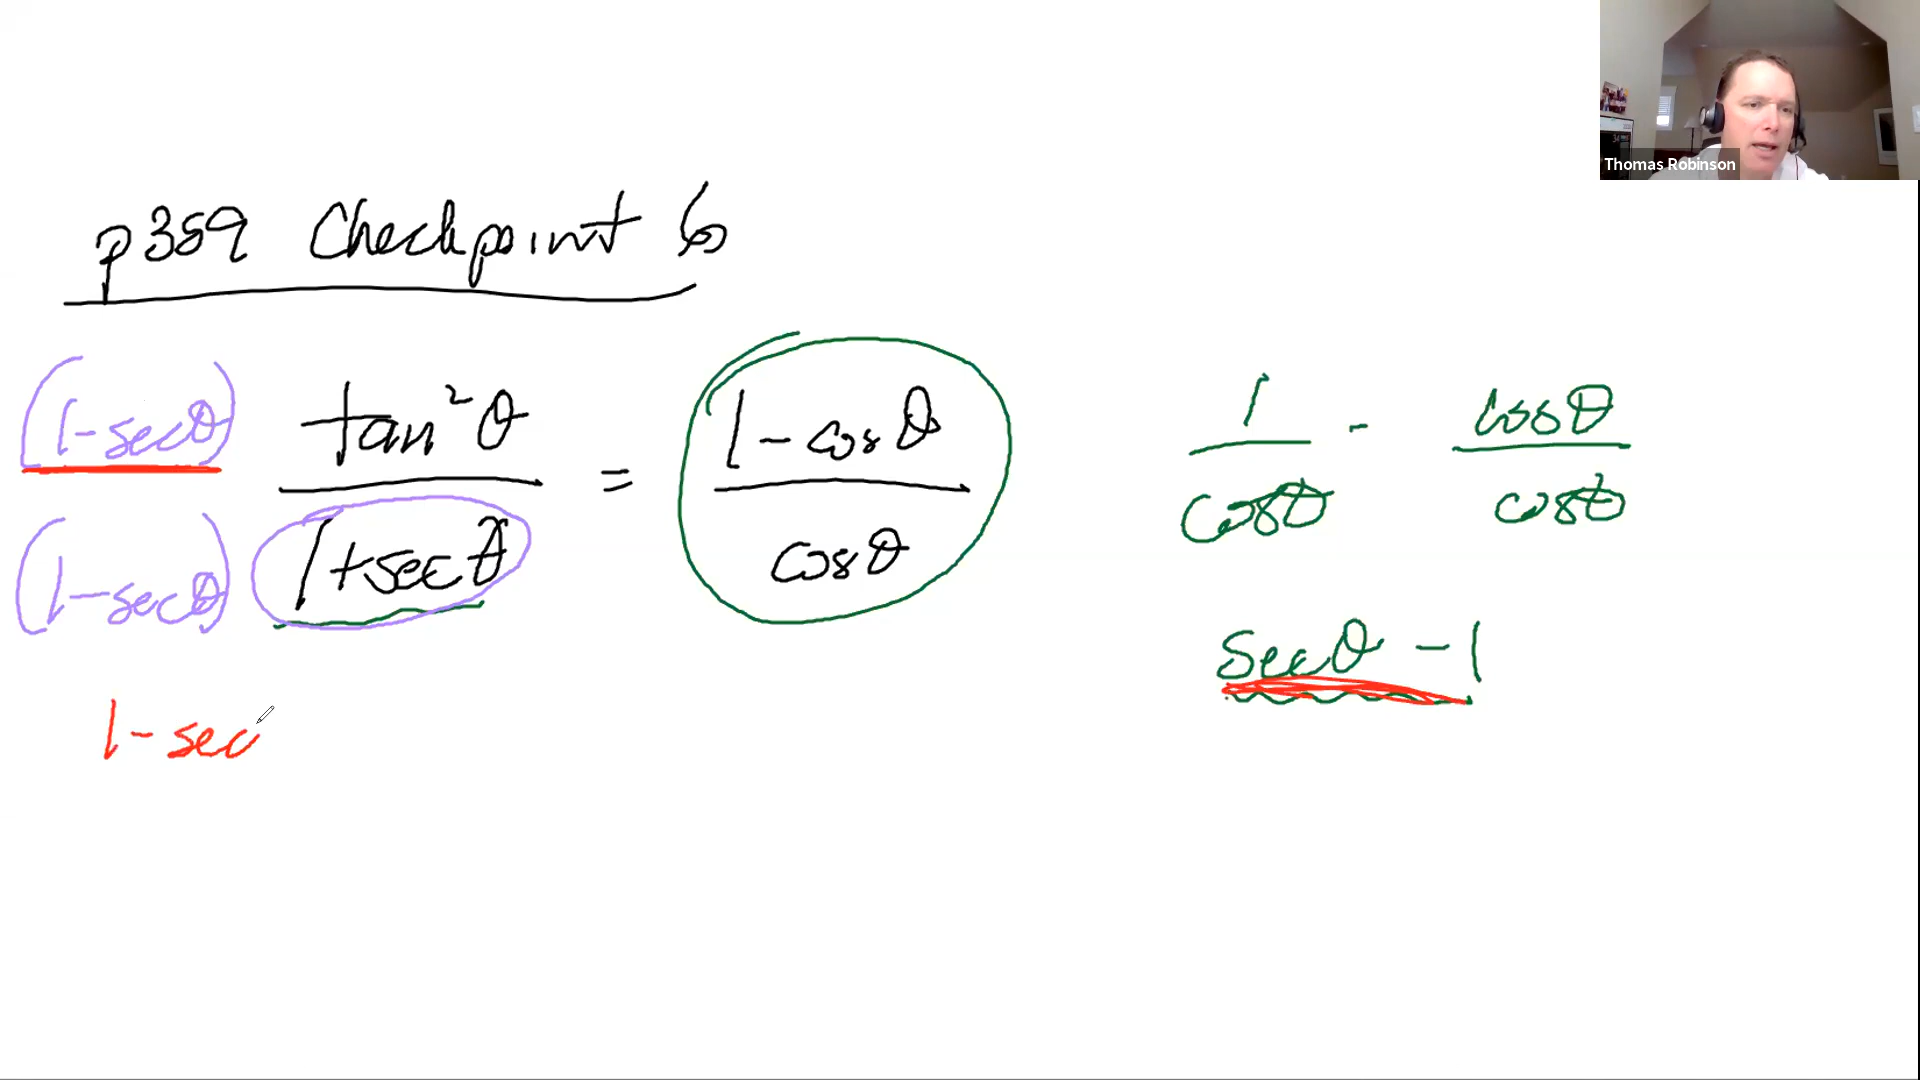 Thomas Robinson
p359 Checkpoint 6
(1-secθ) tan²θ = 1-cosθ
(1-secθ) 1+secθ cosθ
1 - cosθ
cosθ cosθ
secθ -1
1-sec